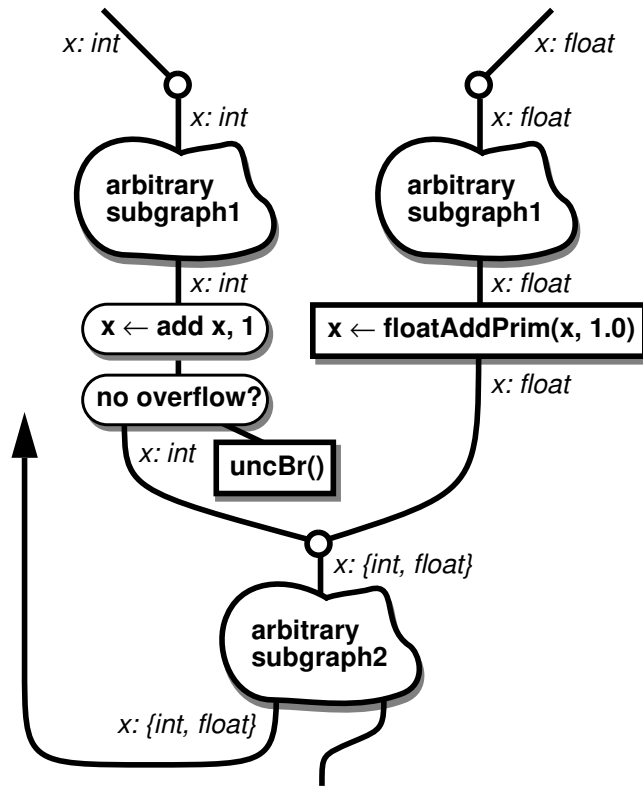 x: int
x: float
x: int
x: float
arbitrary
subgraph1
arbitrary
subgraph1
x: int
x: float
x ← add x, 1
x ← floatAddPrim(x, 1.0)
no overflow?
x: float
x: int
uncBr()
x: {int, float}
arbitrary
subgraph2
x: {int, float}